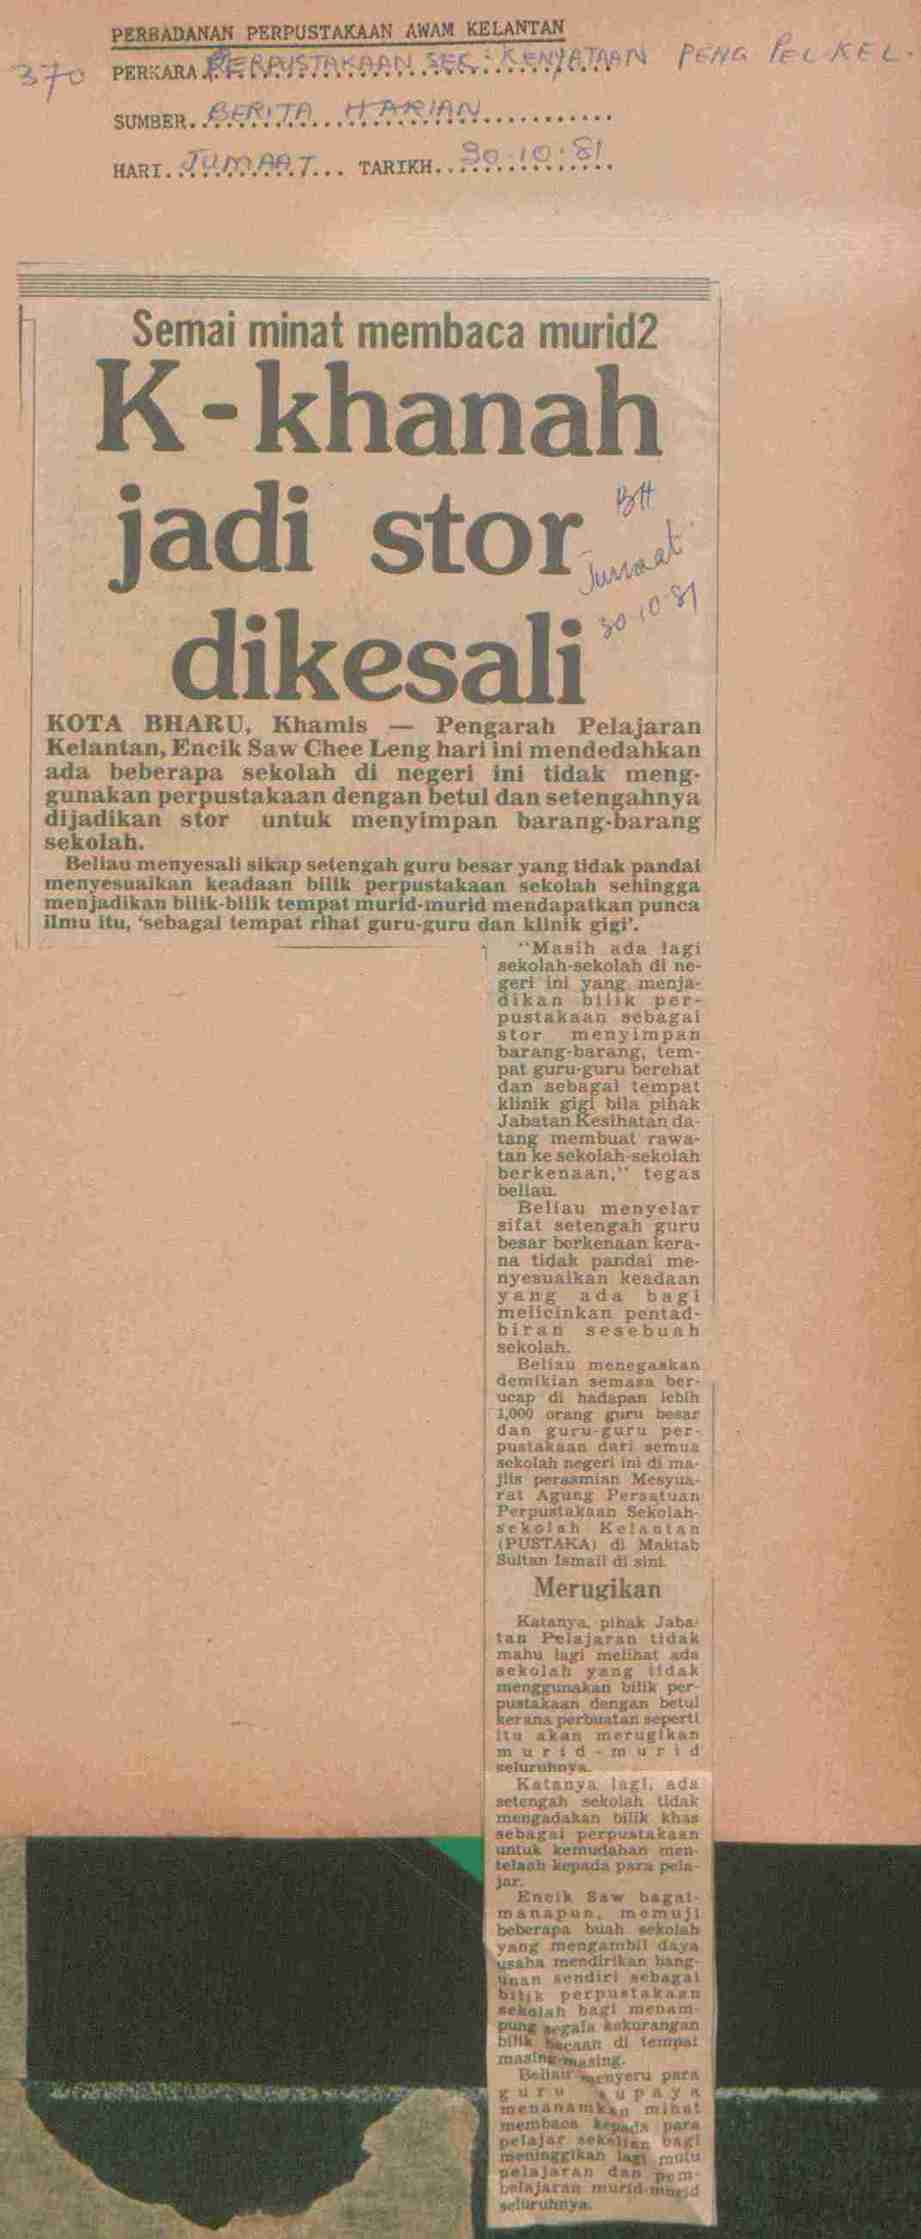 PERBADANAN PERPUSTAKAAN AWAM KELANTAN
370 PERKARA. PERPUSTAKAAN SEK: KENYATAAN PENG PEL KEL.
SUMBER. BERITA HARIAN
HARI. JUMAAT... TARIKH.. 30.10.81
Semai minat membaca murid2
K-khanah
jadi stor
dikesali
BH
Jumaat
30.10.81
KOTA BHARU, Khamis — Pengarah Pelajaran
Kelantan, Encik Saw Chee Leng hari ini mendedahkan
ada beberapa sekolah di negeri ini tidak meng-
gunakan perpustakaan dengan betul dan setengahnya
dijadikan stor untuk menyimpan barang-barang
sekolah.
Beliau menyesali sikap setengah guru besar yang tidak pandai
menyesuaikan keadaan bilik perpustakaan sekolah sehingga
menjadikan bilik-bilik tempat murid-murid mendapatkan punca
ilmu itu, 'sebagai tempat rihat guru-guru dan klinik gigi'.
"Masih ada lagi
sekolah-sekolah di ne-
geri ini yang menja-
dikan bilik per-
pustakaan sebagai
stor menyimpan
barang-barang, tem-
pat guru-guru berehat
dan sebagai tempat
klinik gigi bila pihak
Jabatan Kesihatan da-
tang membuat rawa-
tan ke sekolah-sekolah
berkenaan," tegas
beliau.
Beliau menyelar
sifat setengah guru
besar berkenaan kera-
na tidak pandai me-
nyesuaikan keadaan
yang ada bagi
melicinkan pentad-
biran sesebuah
sekolah.
Beliau menegaskan
demikian semasa ber-
ucap di hadapan lebih
1,000 orang guru besar
dan guru-guru per-
pustakaan dari semua
sekolah negeri ini di ma-
jlis perasmian Mesyua-
rat Agung Persatuan
Perpustakaan Sekolah-
sekolah Kelantan
(PUSTAKA) di Maktab
Sultan Ismail di sini.
Merugikan
Katanya, pihak Jaba-
tan Pelajaran tidak
mahu lagi melihat ada
sekolah yang tidak
menggunakan bilik per-
pustakaan dengan betul
kerana perbuatan seperti
itu akan merugikan
murid-murid
seluruhnya.
Katanya lagi, ada
setengah sekolah tidak
mengadakan bilik khas
sebagai perpustakaan
untuk kemudahan men-
telaah kepada para pela-
jar.
Encik Saw bagai-
manapun, memuji
beberapa buah sekolah
yang mengambil daya
usaha mendirikan bang-
unan sendiri sebagai
bilik perpustakaan
sekolah bagi menam-
pung segala kekurangan
bilik bacaan di tempat
masing-masing.
Beliau menyeru para
guru supaya
menanamkan minat
membaca kepada para
pelajar sekalian bagi
meninggikan lagi mutu
pelajaran dan pem-
belajaran murid-murid
seluruhnya.